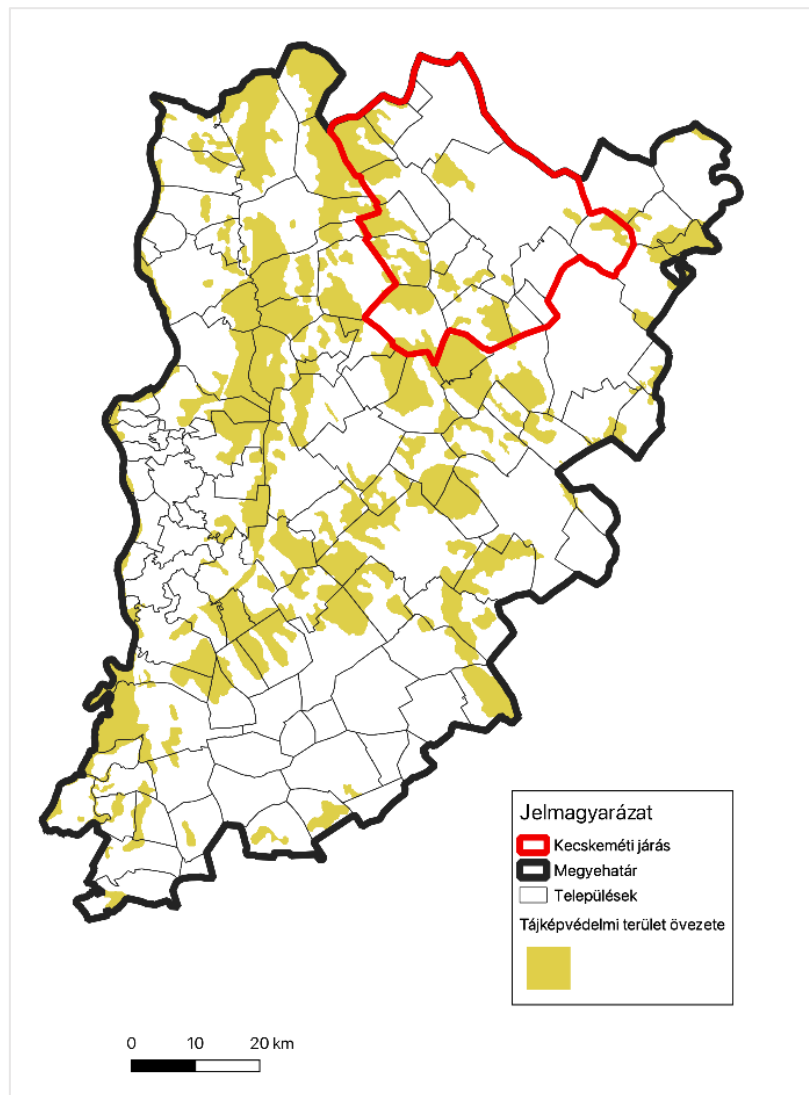 Jelmagyarázat
Kecskeméti járás
Megyehatár
Települések
Tájképvédelmi terület övezete
0 10 20 km